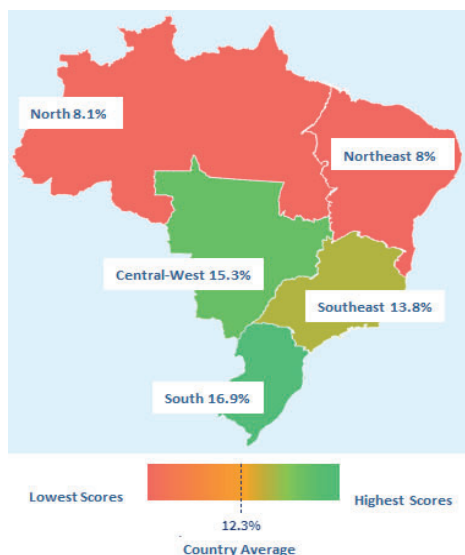 North 8.1%
Northeast 8%
Central-West 15.3%
Southeast 13.8%
South 16.9%
Lowest Scores
Highest Scores
12.3%
Country Average